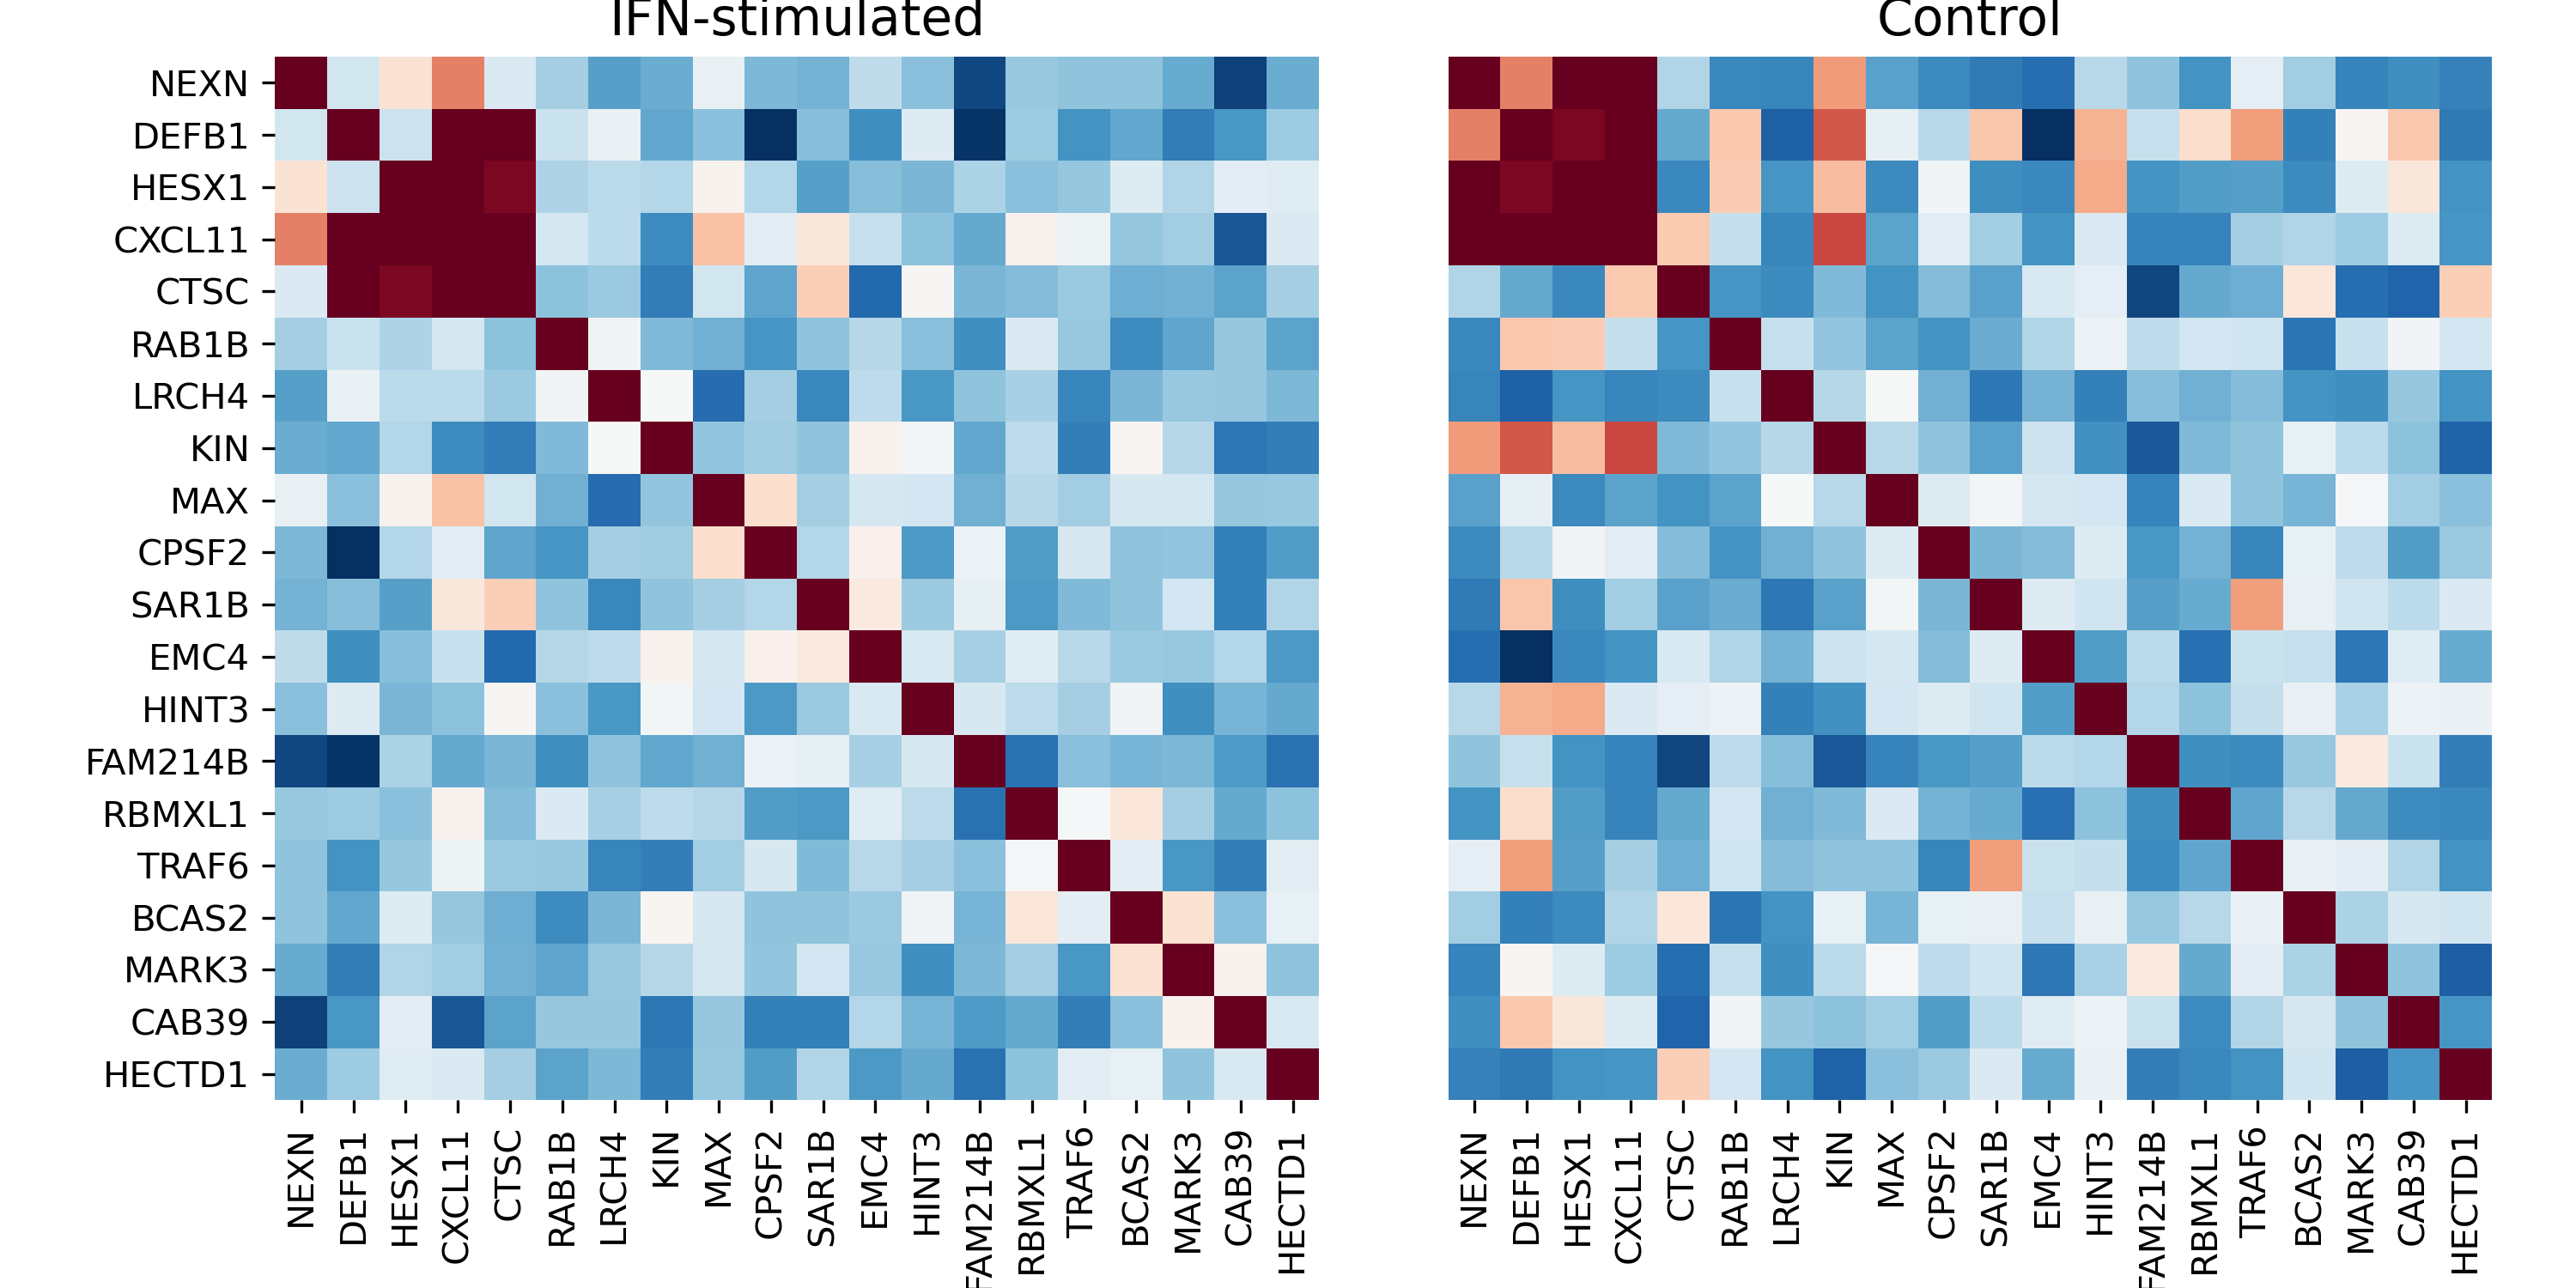 IFN-stimulated
Control
NEXN
DEFB1
HESX1
CXCL11
CTSC
RAB1B
LRCH4
KIN
MAX
CPSF2
SAR1B
EMC4
HINT3
FAM214B
RBMXL1
TRAF6
BCAS2
MARK3
CAB39
HECTD1
NEXN
DEFB1
HESX1
CXCL11
CTSC
RAB1B
LRCH4
KIN
MAX
CPSF2
SAR1B
EMC4
HINT3
FAM214B
RBMXL1
TRAF6
BCAS2
MARK3
CAB39
HECTD1
NEXN
DEFB1
HESX1
CXCL11
CTSC
RAB1B
LRCH4
KIN
MAX
CPSF2
SAR1B
EMC4
HINT3
FAM214B
RBMXL1
TRAF6
BCAS2
MARK3
CAB39
HECTD1